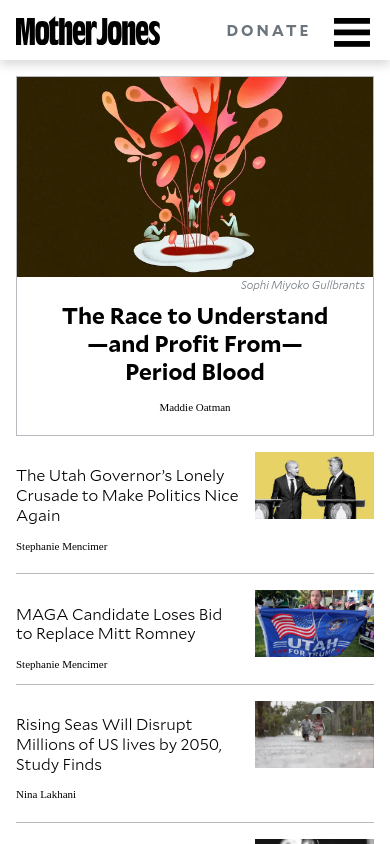 Mother Jones
DONATE
Sophi Miyoko Gullbrants
The Race to Understand
—and Profit From—
Period Blood
Maddie Oatman
The Utah Governor’s Lonely
Crusade to Make Politics Nice
Again
Stephanie Mencimer
MAGA Candidate Loses Bid
to Replace Mitt Romney
Stephanie Mencimer
UTAH
FOR TRUMP
Rising Seas Will Disrupt
Millions of US lives by 2050,
Study Finds
Nina Lakhani